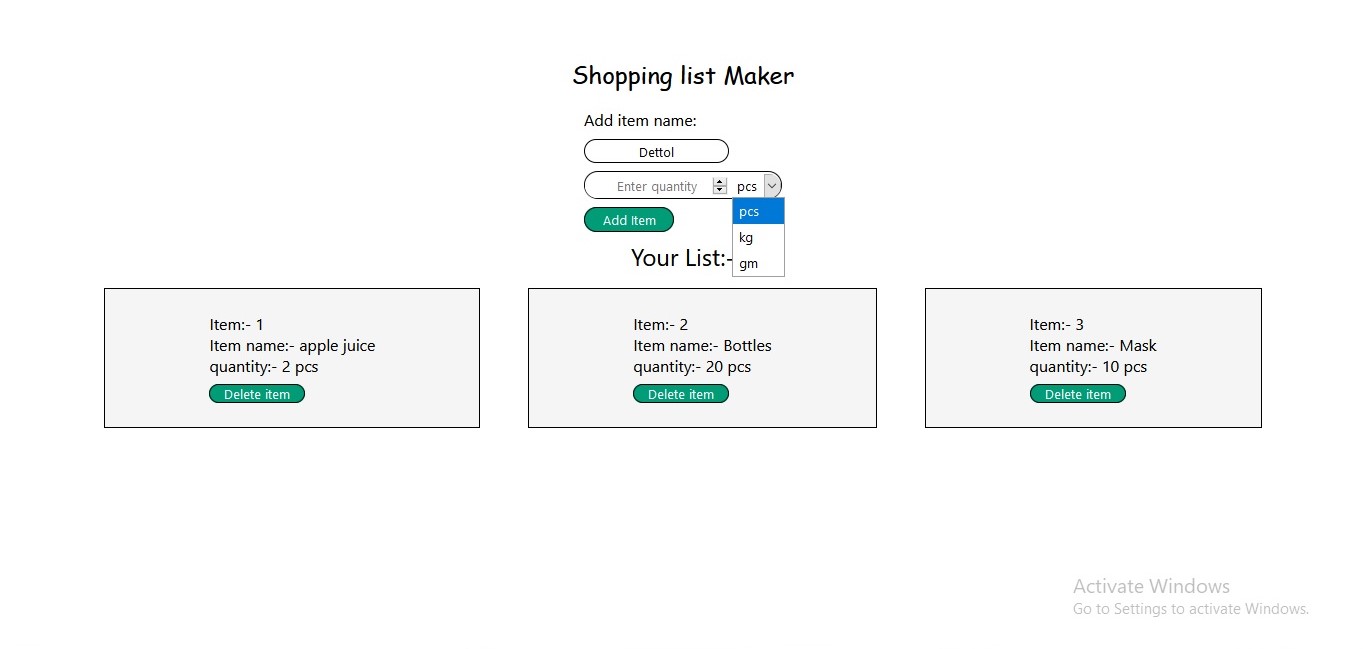 Shopping list Maker
Add item name:
Dettol
Enter quantity pcs
pcs
kg
gm
Add Item
Your List:-
Item:- 1
Item name:- apple juice
quantity:- 2 pcs
Delete item
Item:- 2
Item name:- Bottles
quantity:- 20 pcs
Delete item
Item:- 3
Item name:- Mask
quantity:- 10 pcs
Delete item
Activate Windows
Go to Settings to activate Windows.